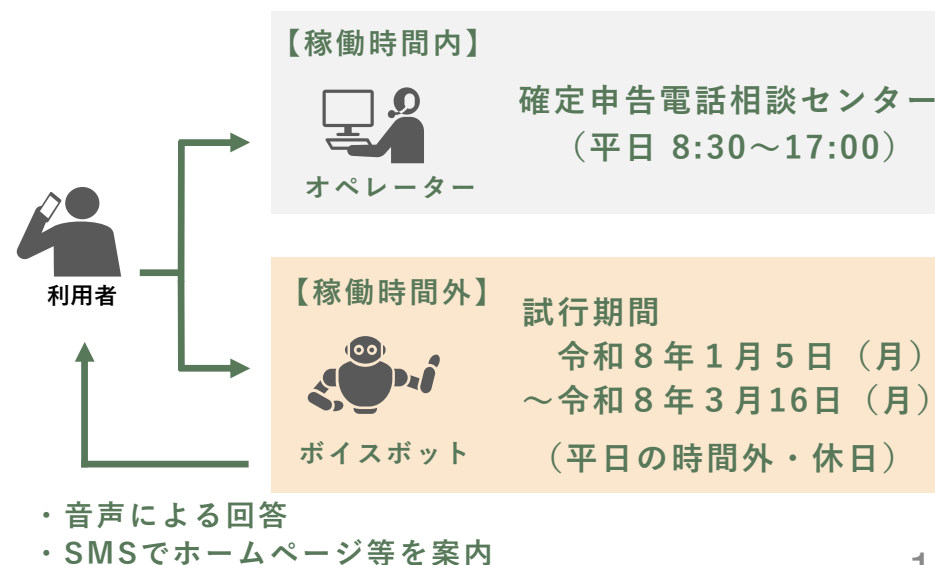 【稼働時間内】
確定申告電話相談センター
（平日 8:30～17:00）
オペレーター
利用者
【稼働時間外】
試行期間
令和８年１月５日（月）
～令和８年３月16日（月）
ボイスボット
（平日の時間外・休日）
・音声による回答
・SMSでホームページ等を案内
1